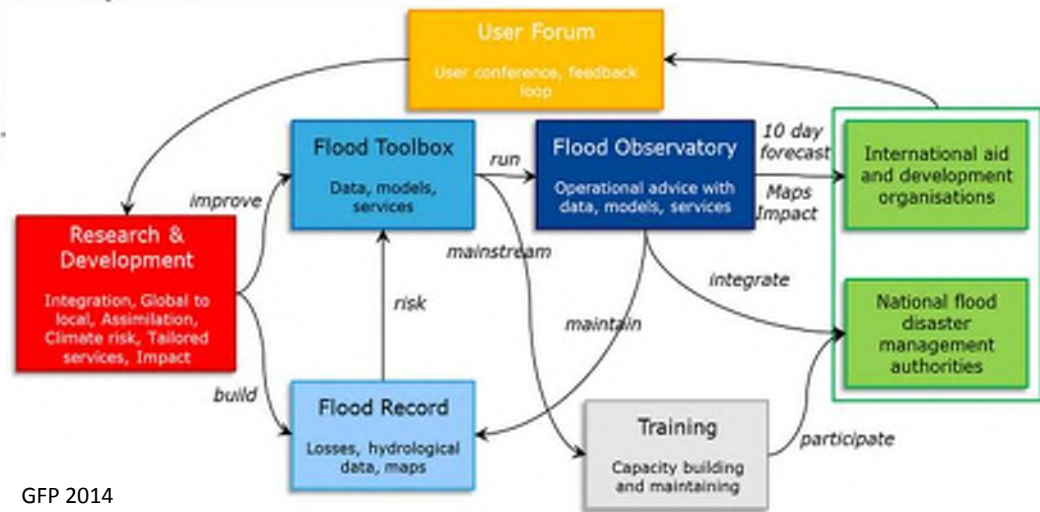 User Forum
User conference, feedback
loop
Flood Toolbox
Data, models,
services
run
Flood Observatory
Operational advice with
data, models, services
10 day
forecast
Maps
Impact
International aid
and development
organisations
improve
Research &
Development
Integration, Global to
local, Assimilation,
Climate risk, Tailored
services, Impact
mainstream
risk
maintain
integrate
National flood
disaster
management
authorities
build
Flood Record
Losses, hydrological
data, maps
Training
Capacity building
and maintaining
participate
GFP 2014